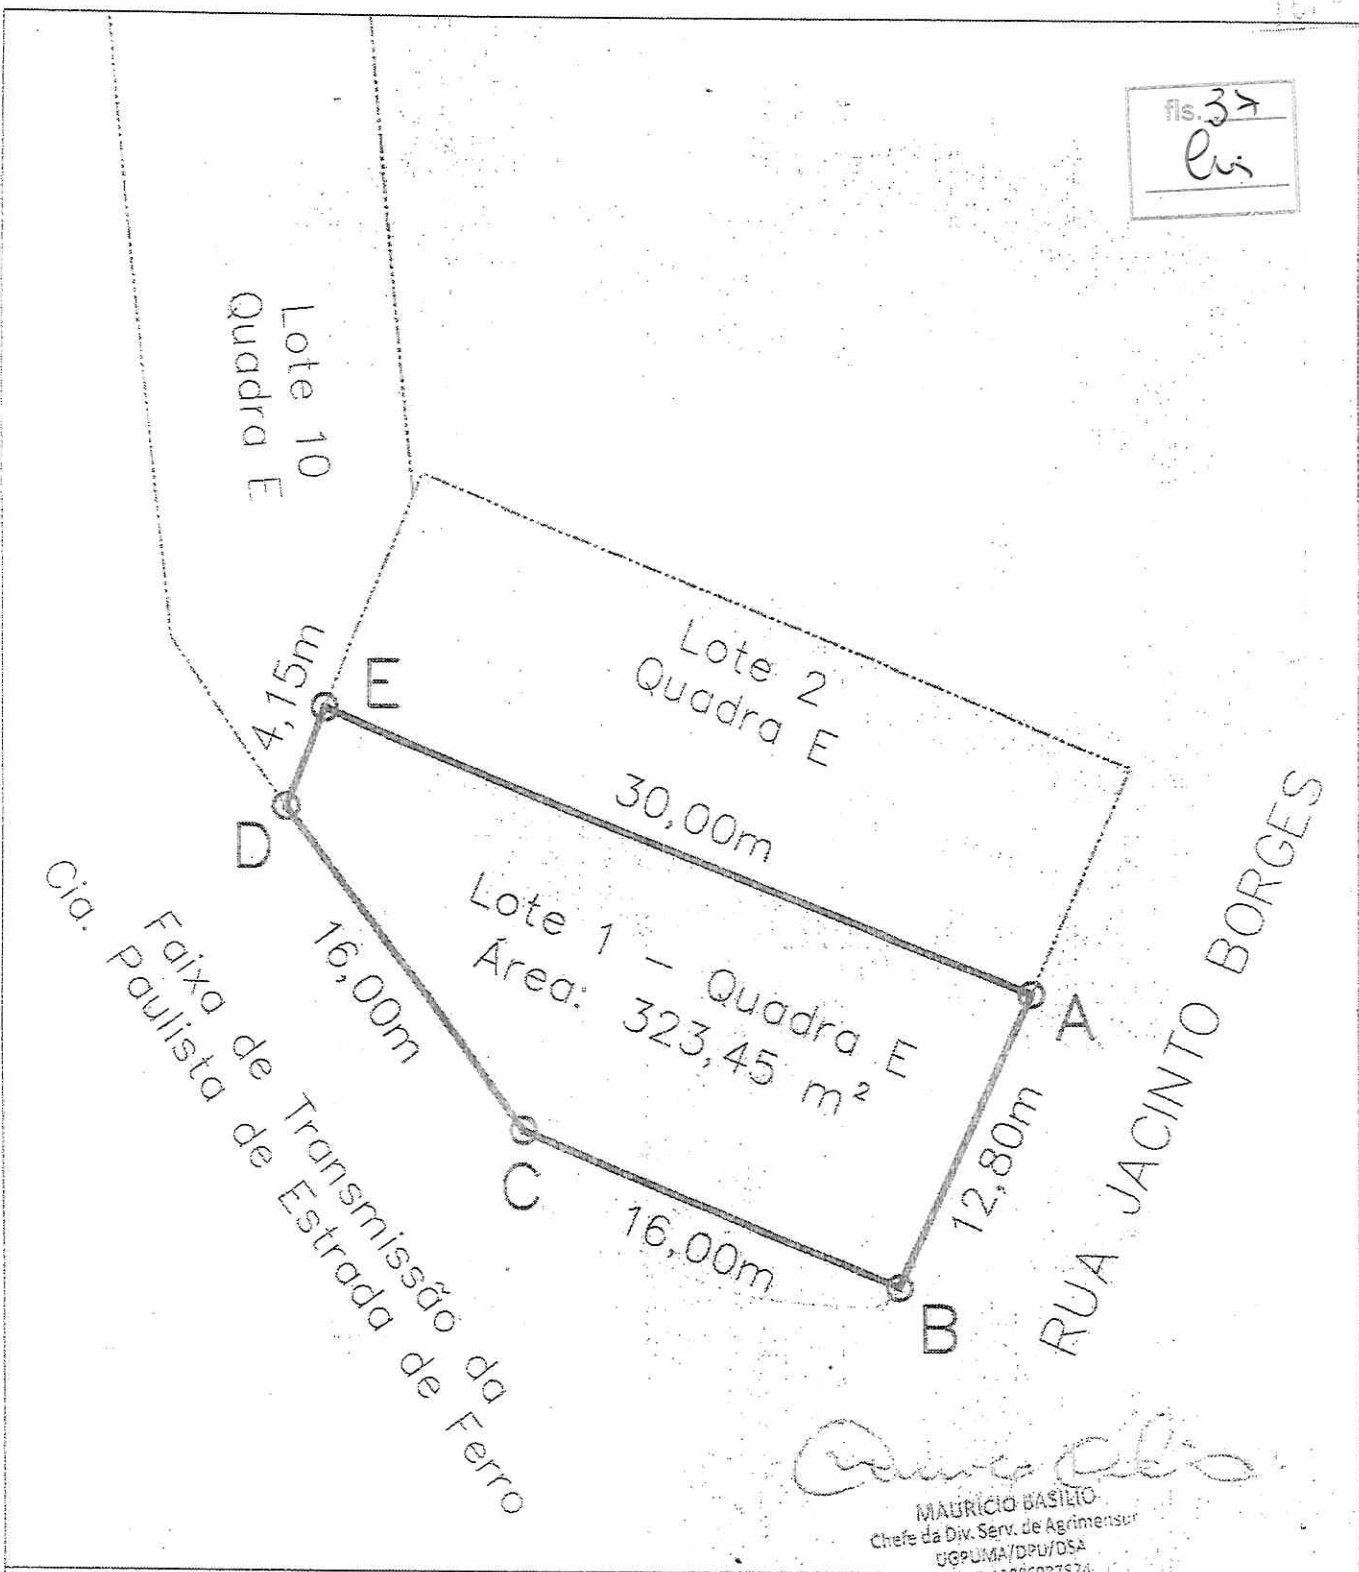 fls. 37
Lote 10
Quadra E
Lote 2
Quadra E
4,15m
E
30,00m
D
Lote 1 – Quadra E
Área: 323,45 m²
A
16,00m
C
12,80m
16,00m
B
RUA JACINTO BORGES
Faixa de Transmissão da
Cia. Paulista de Estrada de Ferro
MAURÍCIO BASILIO
Chefe da Div. Serv. de Agrimensur
UGPUMA/DPU/DSA